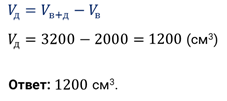 Vд = Vв+д − Vв
Vд = 3200 − 2000 = 1200 (см³)
Ответ: 1200 см³.